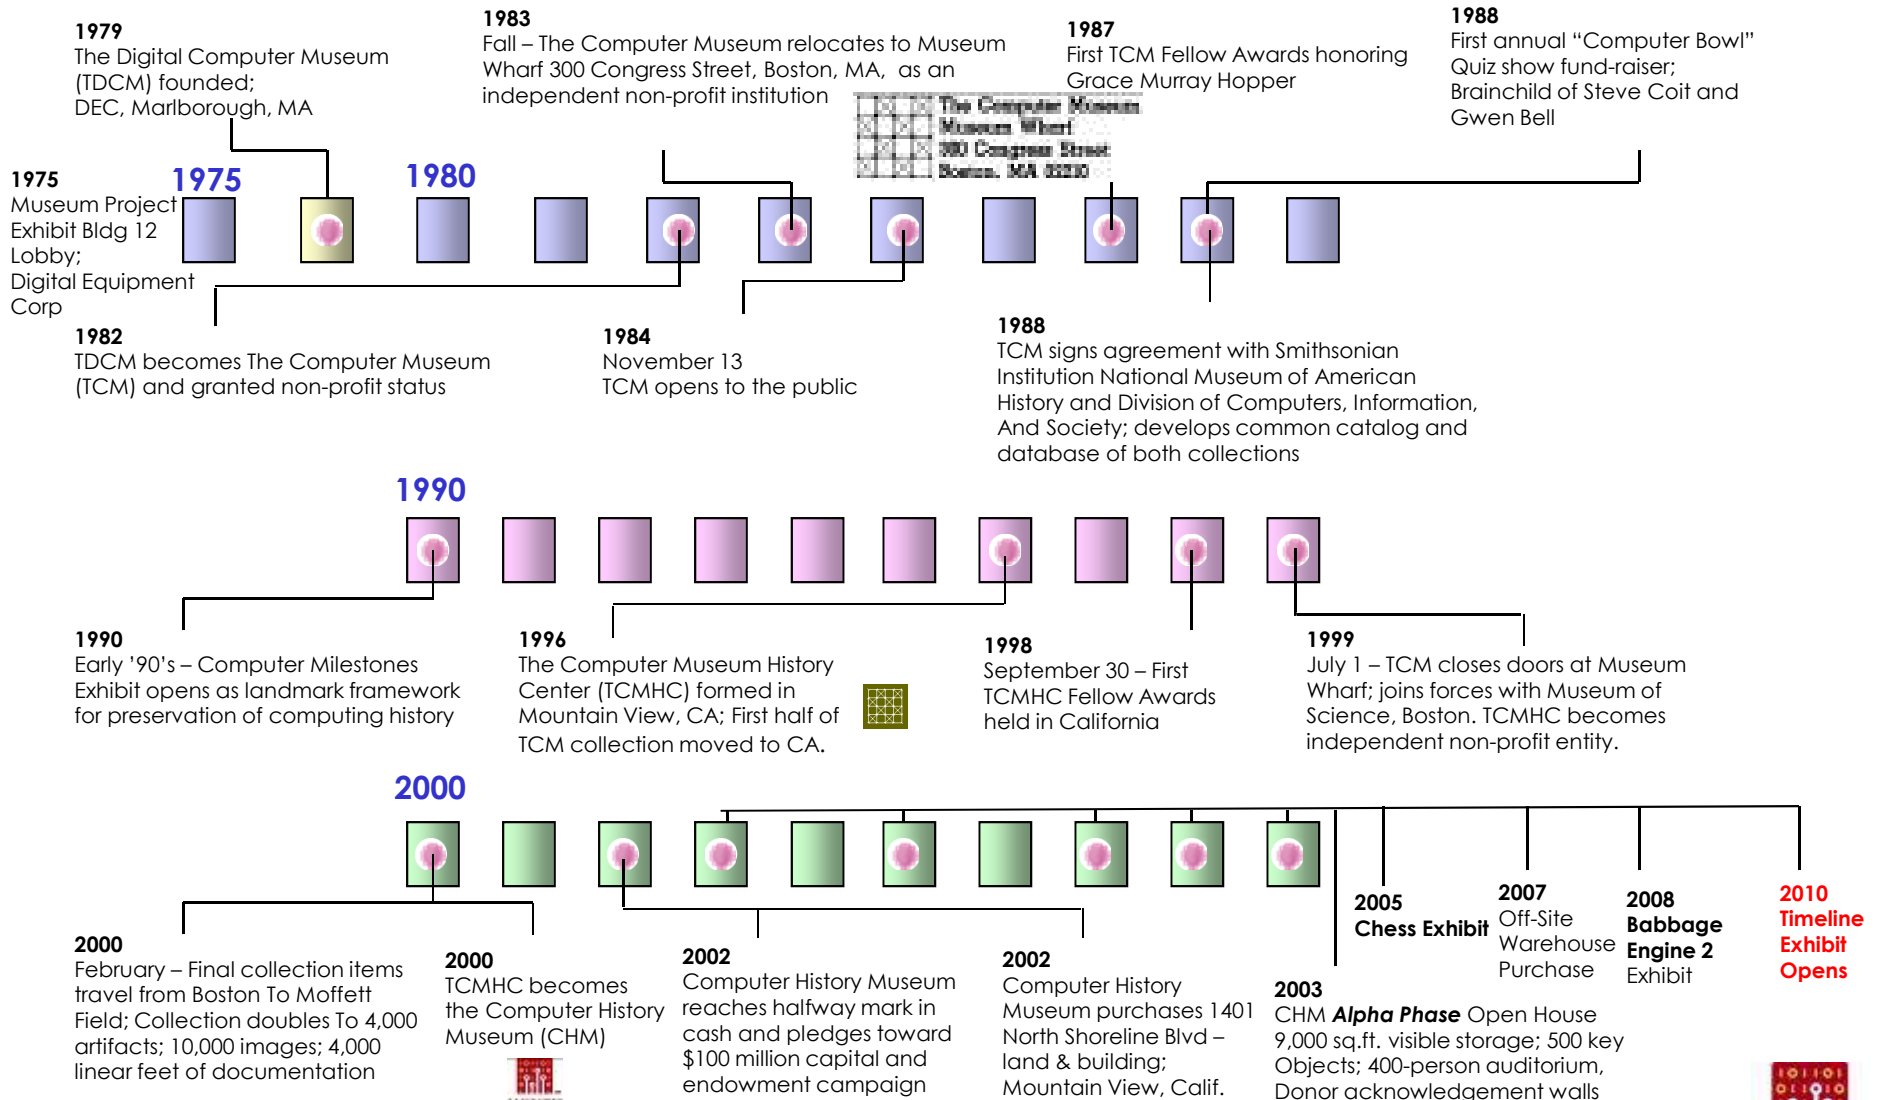 1979
The Digital Computer Museum
(TDCM) founded;
DEC, Marlborough, MA
1983
Fall – The Computer Museum relocates to Museum
Wharf 300 Congress Street, Boston, MA,  as an
independent non-profit institution
The Computer Museum
Museum Wharf
300 Congress Street
Boston, MA 02210
1987
First TCM Fellow Awards honoring
Grace Murray Hopper
1988
First annual “Computer Bowl”
Quiz show fund-raiser;
Brainchild of Steve Coit and
Gwen Bell
1975
Museum Project
Exhibit Bldg 12
Lobby;
Digital Equipment
Corp
1975
1980
1982
TDCM becomes The Computer Museum
(TCM) and granted non-profit status
1984
November 13
TCM opens to the public
1988
TCM signs agreement with Smithsonian
Institution National Museum of American
History and Division of Computers, Information,
And Society; develops common catalog and
database of both collections
1990
1990
Early ’90’s – Computer Milestones
Exhibit opens as landmark framework
for preservation of computing history
1996
The Computer Museum History
Center (TCMHC) formed in
Mountain View, CA; First half of
TCM collection moved to CA.
1998
September 30 – First
TCMHC Fellow Awards
held in California
1999
July 1 – TCM closes doors at Museum
Wharf; joins forces with Museum of
Science, Boston. TCMHC becomes
independent non-profit entity.
2000
2000
February – Final collection items
travel from Boston To Moffett
Field; Collection doubles To 4,000
artifacts; 10,000 images; 4,000
linear feet of documentation
2000
TCMHC becomes
the Computer History
Museum (CHM)
2002
Computer History Museum
reaches halfway mark in
cash and pledges toward
$100 million capital and
endowment campaign
2002
Computer History
Museum purchases 1401
North Shoreline Blvd –
land & building;
Mountain View, Calif.
2003
CHM Alpha Phase Open House
9,000 sq.ft. visible storage; 500 key
Objects; 400-person auditorium,
Donor acknowledgement walls
2005
Chess Exhibit
2007
Off-Site
Warehouse
Purchase
2008
Babbage
Engine 2
Exhibit
2010
Timeline
Exhibit
Opens
101101